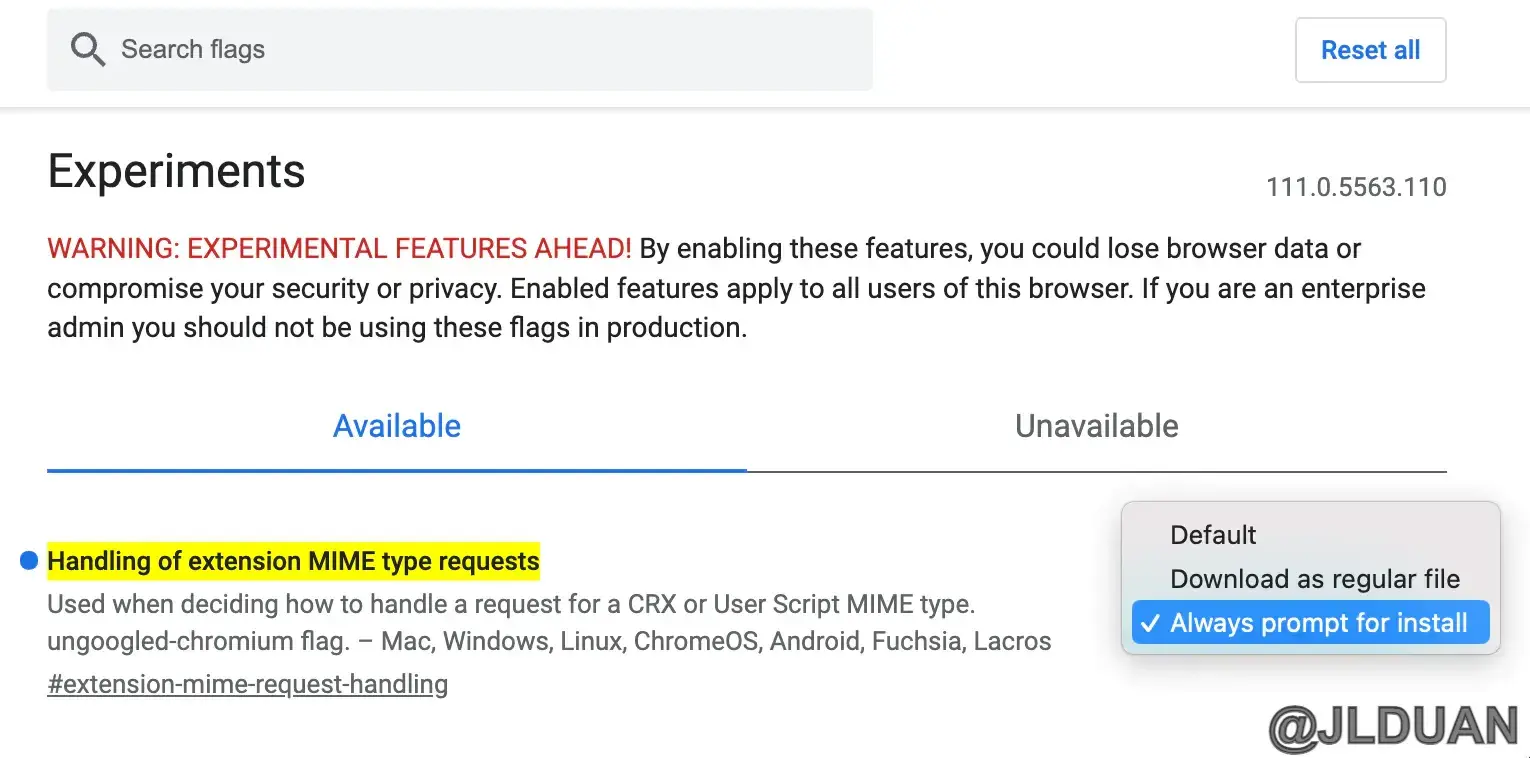 Search flags
Reset all
Experiments
111.0.5563.110
WARNING: EXPERIMENTAL FEATURES AHEAD! By enabling these features, you could lose browser data or
compromise your security or privacy. Enabled features apply to all users of this browser. If you are an enterprise
admin you should not be using these flags in production.
Available
Unavailable
Handling of extension MIME type requests
Used when deciding how to handle a request for a CRX or User Script MIME type.
ungoogled-chromium flag. – Mac, Windows, Linux, ChromeOS, Android, Fuchsia, Lacros
#extension-mime-request-handling
Default
Download as regular file
✓ Always prompt for install
@JLDUAN